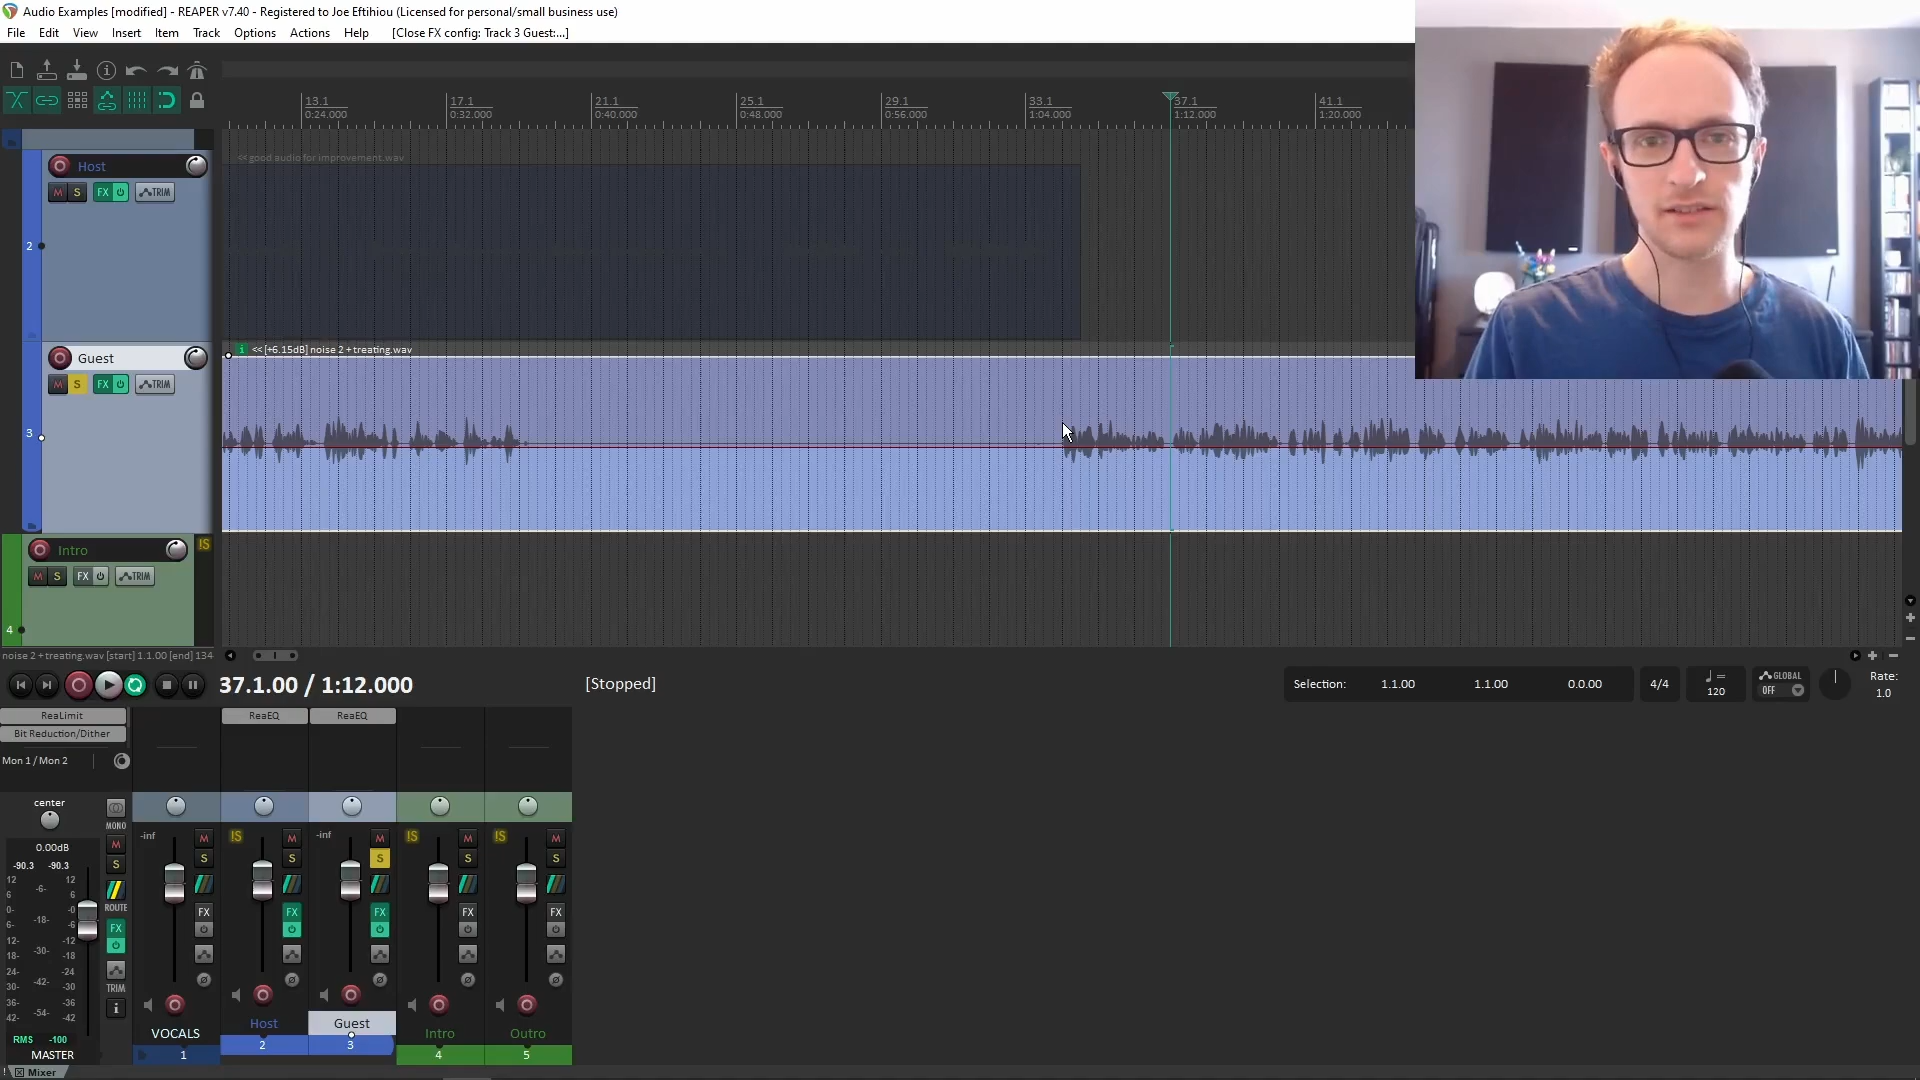 Audio Examples [modified] - REAPER v7.40 - Registered to Joe Eftihiou (Licensed for personal/small business use)
File Edit View Insert Item Track Options Actions Help [Close FX config: Track 3 Guest:...]
13.1 17.1 21.1 25.1 29.1 33.1 37.1 41.1
0:24.000 0:32.000 0:40.000 0:48.000 0:56.000 1:04.000 1:12.000 1:20.000
<< good audio for improvement.wav
Host
M S FX TRIM
2
i << [+6.15dB] noise 2 + treating.wav
Guest
M S FX TRIM
3
Intro !S
M S FX TRIM
4
noise 2 + treating.wav [start] 1.1.00 [end] 134
37.1.00 / 1:12.000
[Stopped]
Selection: 1.1.00 1.1.00 0.0.00
4/4
=
120
GLOBAL
OFF
Rate:
1.0
ReaLimit ReaEQ ReaEQ
Bit Reduction/Dither
Mon 1 / Mon 2
center
MONO
0.00dB
-90.3 -90.3
M
S
ROUTE
FX
TRIM
i
12 12
6 -6- 6
0- -0
6- -18- -6
12- -12
18- -30- -18
24- -24
30- -42- -30
36- -36
42- -54- -42
RMS -100
MASTER
-inf !S -inf !S !S
M M M M M
S S S S S
FX FX FX FX FX
VOCALS Host Guest Intro Outro
1 2 3 4 5
! Mixer